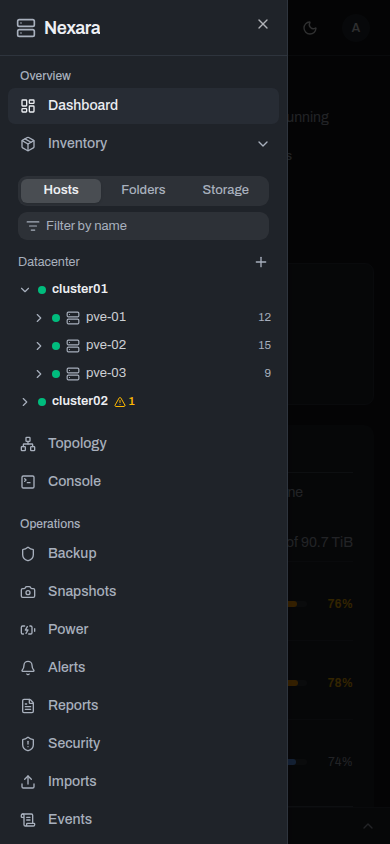 Nexara
A
Overview
Dashboard
unning
Inventory
s
Hosts Folders Storage
Filter by name
Datacenter
cluster01
pve-01 12
pve-02 15
pve-03 9
cluster02 1
Topology
Console
ne
Operations
of 90.7 TiB
Backup
Snapshots
76%
Power
Alerts
78%
Reports
Security
74%
Imports
Events